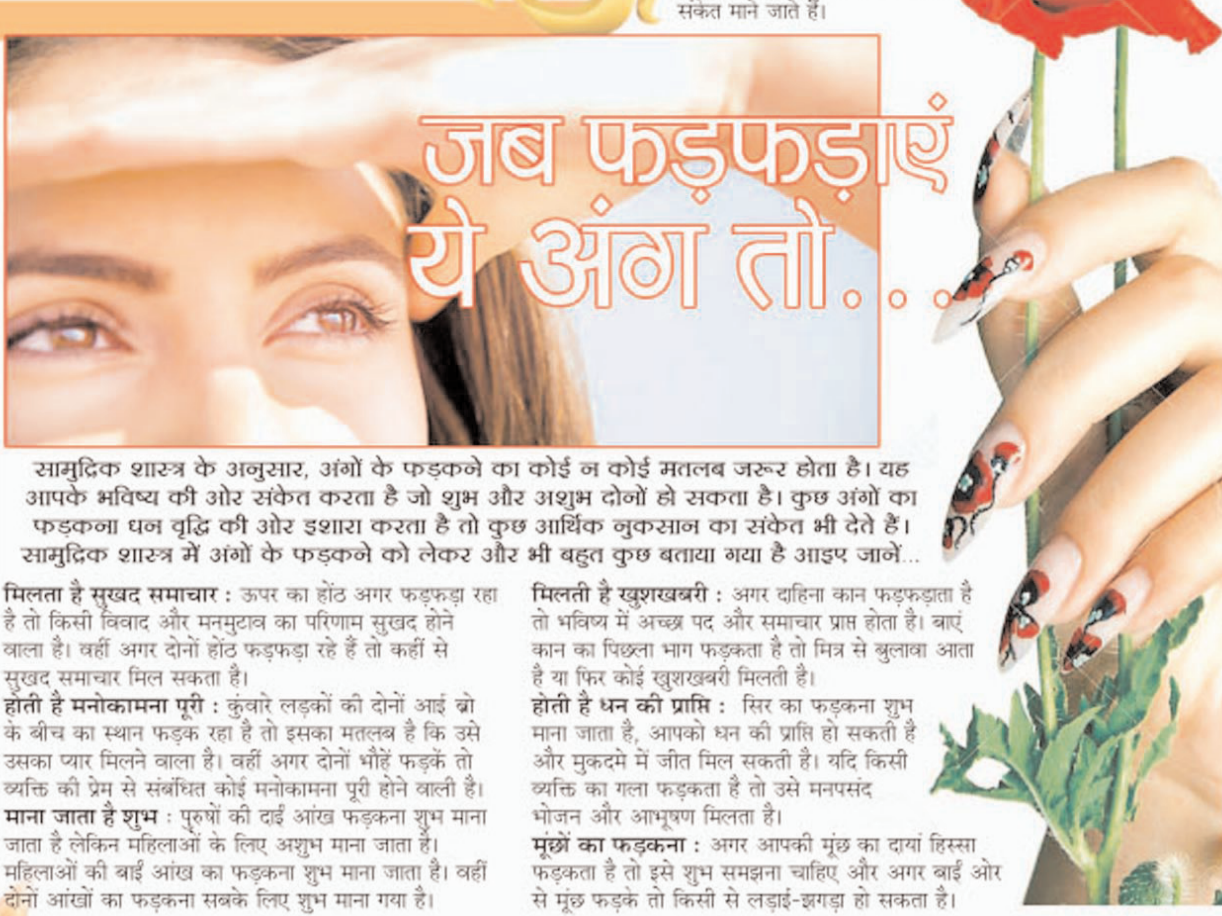 संकेत माने जाते हैं।
जब फड़फड़ाएं
ये अंग तो...
सामुद्रिक शास्त्र के अनुसार, अंगों के फड़कने का कोई न कोई मतलब जरूर होता है। यह
आपके भविष्य की ओर संकेत करता है जो शुभ और अशुभ दोनों हो सकता है। कुछ अंगों का
फड़कना धन वृद्धि की ओर इशारा करता है तो कुछ आर्थिक नुकसान का संकेत भी देते हैं।
सामुद्रिक शास्त्र में अंगों के फड़कने को लेकर और भी बहुत कुछ बताया गया है आइए जानें...
मिलता है सुखद समाचार : ऊपर का होंठ अगर फड़फड़ा रहा
है तो किसी विवाद और मनमुटाव का परिणाम सुखद होने
वाला है। वहीं अगर दोनों होंठ फड़फड़ा रहे हैं तो कहीं से
सुखद समाचार मिल सकता है।
होती है मनोकामना पूरी : कुंवारे लड़कों की दोनों आई ब्रो
के बीच का स्थान फड़क रहा है तो इसका मतलब है कि उसे
उसका प्यार मिलने वाला है। वहीं अगर दोनों भौहें फड़कें तो
व्यक्ति की प्रेम से संबंधित कोई मनोकामना पूरी होने वाली है।
माना जाता है शुभ : पुरुषों की दाईं आंख फड़कना शुभ माना
जाता है लेकिन महिलाओं के लिए अशुभ माना जाता है।
महिलाओं की बाईं आंख का फड़कना शुभ माना जाता है। वहीं
दोनों आंखों का फड़कना सबके लिए शुभ माना गया है।
मिलती है खुशखबरी : अगर दाहिना कान फड़फड़ाता है
तो भविष्य में अच्छा पद और समाचार प्राप्त होता है। बाएं
कान का पिछला भाग फड़कता है तो मित्र से बुलावा आता
है या फिर कोई खुशखबरी मिलती है।
होती है धन की प्राप्ति : सिर का फड़कना शुभ
माना जाता है, आपको धन की प्राप्ति हो सकती है
और मुकदमे में जीत मिल सकती है। यदि किसी
व्यक्ति का गला फड़कता है तो उसे मनपसंद
भोजन और आभूषण मिलता है।
मूंछों का फड़कना : अगर आपकी मूंछ का दायां हिस्सा
फड़कता है तो इसे शुभ समझना चाहिए और अगर बाईं ओर
से मूंछ फड़के तो किसी से लड़ाई-झगड़ा हो सकता है।